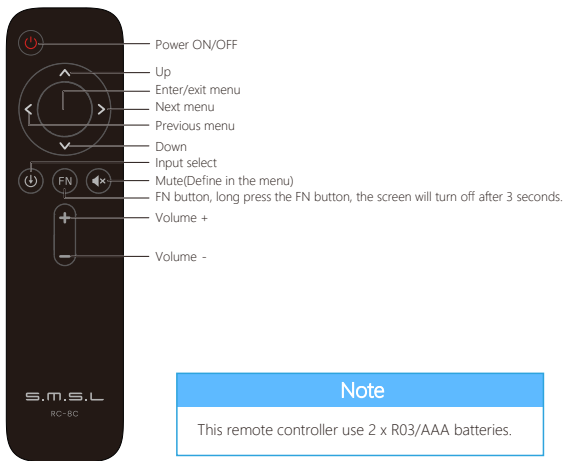 Power ON/OFF
Up
Enter/exit menu
Next menu
Previous menu
Down
Input select
Mute(Define in the menu)
FN button, long press the FN button, the screen will turn off after 3 seconds.
Volume +
Volume -
FN
+
-
S.M.S.L
RC-8C
Note
This remote controller use 2 x R03/AAA batteries.